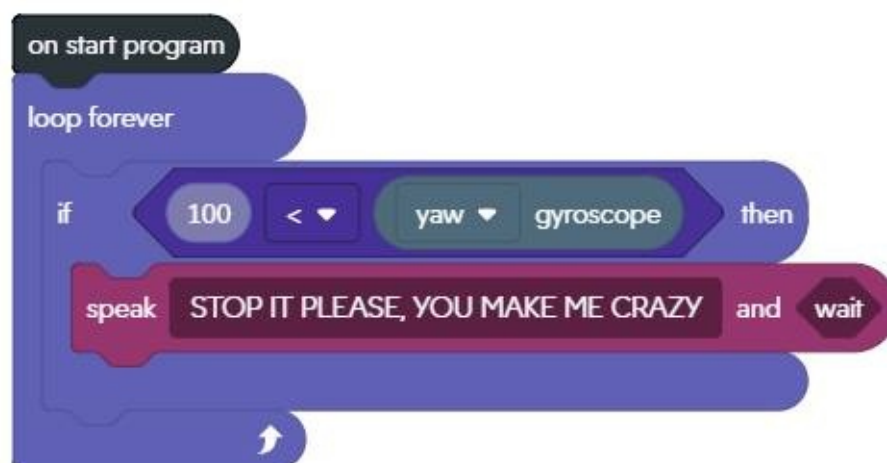 on start program
loop forever
if 100 < yaw gyroscope then
speak STOP IT PLEASE, YOU MAKE ME CRAZY and wait